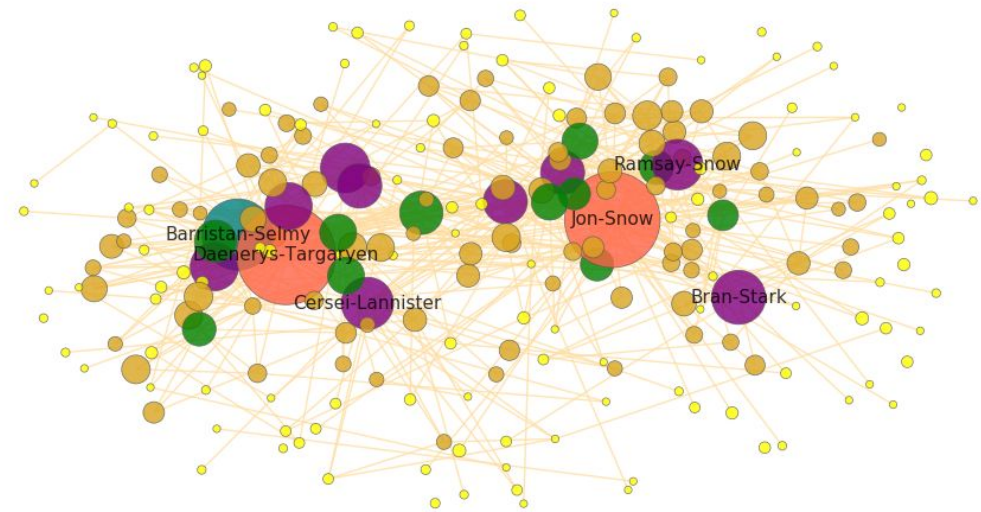 Ramsay-Snow
Jon-Snow
Barristan-Selmy
Daenerys-Targaryen
Bran-Stark
Cersei-Lannister